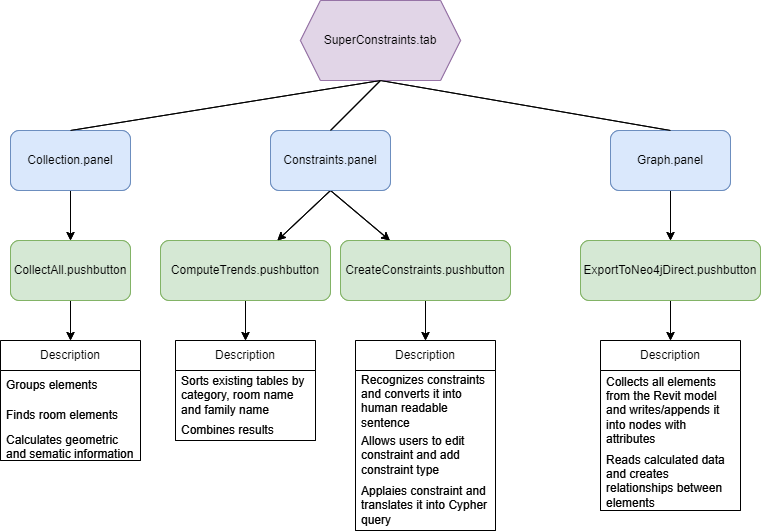 SuperConstraints.tab
Collection.panel
Constraints.panel
Graph.panel
CollectAll.pushbutton
ComputeTrends.pushbutton
CreateConstraints.pushbutton
ExportToNeo4jDirect.pushbutton
Description
Groups elements
Finds room elements
Calculates geometric
and sematic information
Description
Sorts existing tables by
category, room name
and family name
Combines results
Description
Recognizes constraints
and converts it into
human readable
sentence
Allows users to edit
constraint and add
constraint type
Applaies constraint and
translates it into Cypher
query
Description
Collects all elements
from the Revit model
and writes/appends it
into nodes with
attributes
Reads calculated data
and creates
relationships between
elements